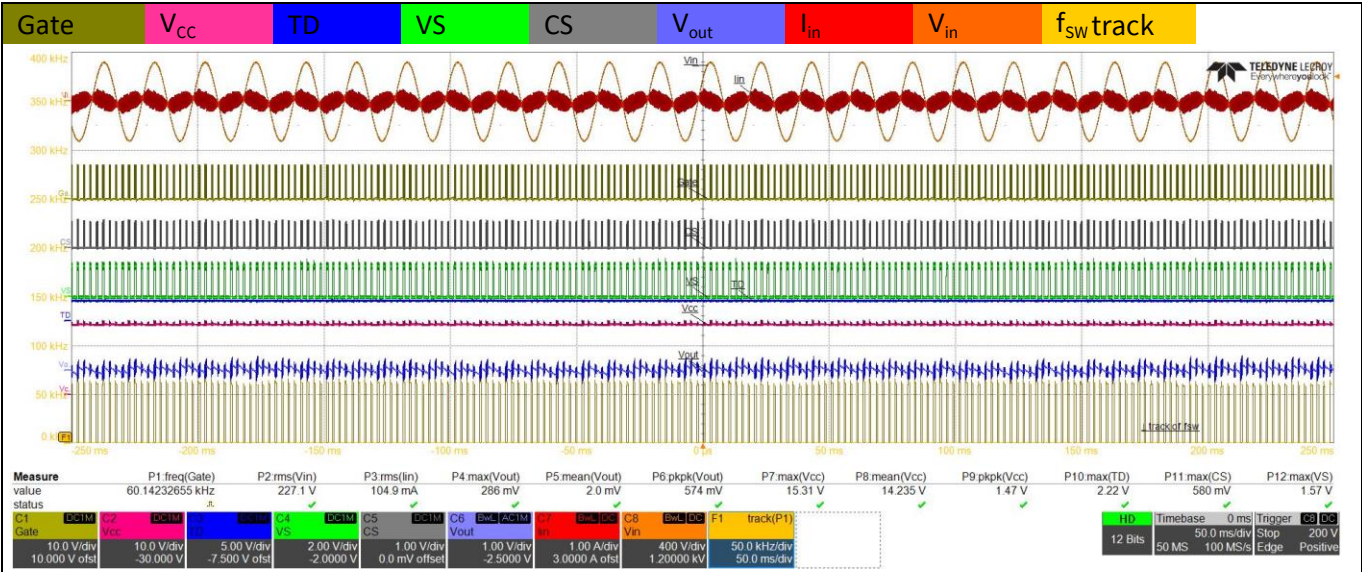 Gate VCC TD VS CS Vout Iin Vin fSW track
400 kHz Vin TELEDYNE LECROY
Iin Everywhereyoulook
350 kHz
300 kHz
Gate
250 kHz
CS
200 kHz CS
VS TD
150 kHz VS
Vcc
TD
100 kHz
Vout
50 kHz
track of fsw
0 k F1
-250 ms -200 ms -150 ms -100 ms -50 ms 0 ps 50 ms 100 ms 150 ms 200 ms 250 ms
Measure P1:freq(Gate) P2:rms(Vin) P3:rms(Iin) P4:max(Vout) P5:mean(Vout) P6:pkpk(Vout) P7:max(Vcc) P8:mean(Vcc) P9:pkpk(Vcc) P10:max(TD) P11:max(CS) P12:max(VS)
value 60.14232655 kHz 227.1 V 104.9 mA 286 mV 2.0 mV 574 mV 15.31 V 14.235 V 1.47 V 2.22 V 580 mV 1.57 V
status
C1 DC1M C2 DC1M C3 DC1M C4 DC1M C5 DC1M C6 BwL AC1M C7 BwL DC C8 BwL DC F1 track(P1) HD Timebase 0 ms Trigger C8 DC
Gate Vcc TD VS CS Vout Iin Vin 12 Bits 50.0 ms/div Stop 200 V
10.0 V/div 10.0 V/div 5.00 V/div 2.00 V/div 1.00 V/div 1.00 V/div 1.00 A/div 400 V/div 50.0 kHz/div 50 MS 100 MS/s Edge Positive
10.000 V ofst -30.000 V -7.500 V ofst -2.0000 V 0.0 mV offset -2.5000 V 3.0000 A ofst 1.20000 kV 50.0 ms/div